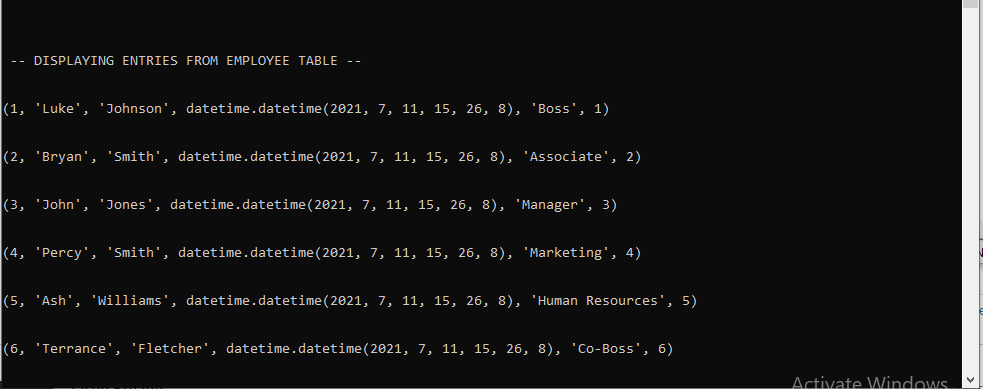 -- DISPLAYING ENTRIES FROM EMPLOYEE TABLE --
(1, 'Luke', 'Johnson', datetime.datetime(2021, 7, 11, 15, 26, 8), 'Boss', 1)
(2, 'Bryan', 'Smith', datetime.datetime(2021, 7, 11, 15, 26, 8), 'Associate', 2)
(3, 'John', 'Jones', datetime.datetime(2021, 7, 11, 15, 26, 8), 'Manager', 3)
(4, 'Percy', 'Smith', datetime.datetime(2021, 7, 11, 15, 26, 8), 'Marketing', 4)
(5, 'Ash', 'Williams', datetime.datetime(2021, 7, 11, 15, 26, 8), 'Human Resources', 5)
(6, 'Terrance', 'Fletcher', datetime.datetime(2021, 7, 11, 15, 26, 8), 'Co-Boss', 6)
Activate Windows